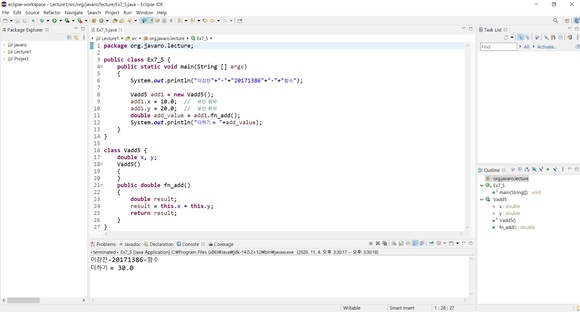 eclipse-workspace - Lecture1/src/org/javaro/lecture/Ex7_5.java - Eclipse IDE
File Edit Source Refactor Navigate Search Project Run Window Help
Package Explorer
javaro
Lecture1
Project
Ex7_5.java
Lecture1 src org.javaro.lecture Ex7_5
1 package org.javaro.lecture;
2
3 public class Ex7_5 {
4 public static void main(String [] args)
5 {
6 System.out.println("이강찬"+"-"+"20171386"+"-"+"함수");
7
8 Vadd5 add1 = new Vadd5();
9 add1.x = 10.0; // 보안 취약
10 add1.y = 20.0; // 보안 취약
11 double add_value = add1.fn_add();
12 System.out.println("더하기 = "+add_value);
13 }
14 }
15
16 class Vadd5 {
17 double x, y;
18 Vadd5()
19 {
20 }
21 public double fn_add()
22 {
23 double result;
24 result = this.x + this.y;
25 return result;
26 }
27 }
Problems Javadoc Declaration Console Coverage
<terminated> Ex7_5 [Java Application] C:\Program Files\Java\jdk-14.0.2+12\bin\javaw.exe (2020. 11. 4. 오후 3:30:17 – 오후 3:30:18)
이강찬-20171386-함수
더하기 = 30.0
Task List
Find All Activate...
Outline
org.javaro.lecture
Ex7_5
main(String[]) : void
Vadd5
x : double
y : double
Vadd5()
fn_add() : double
Writable Smart Insert 1 : 28 : 27